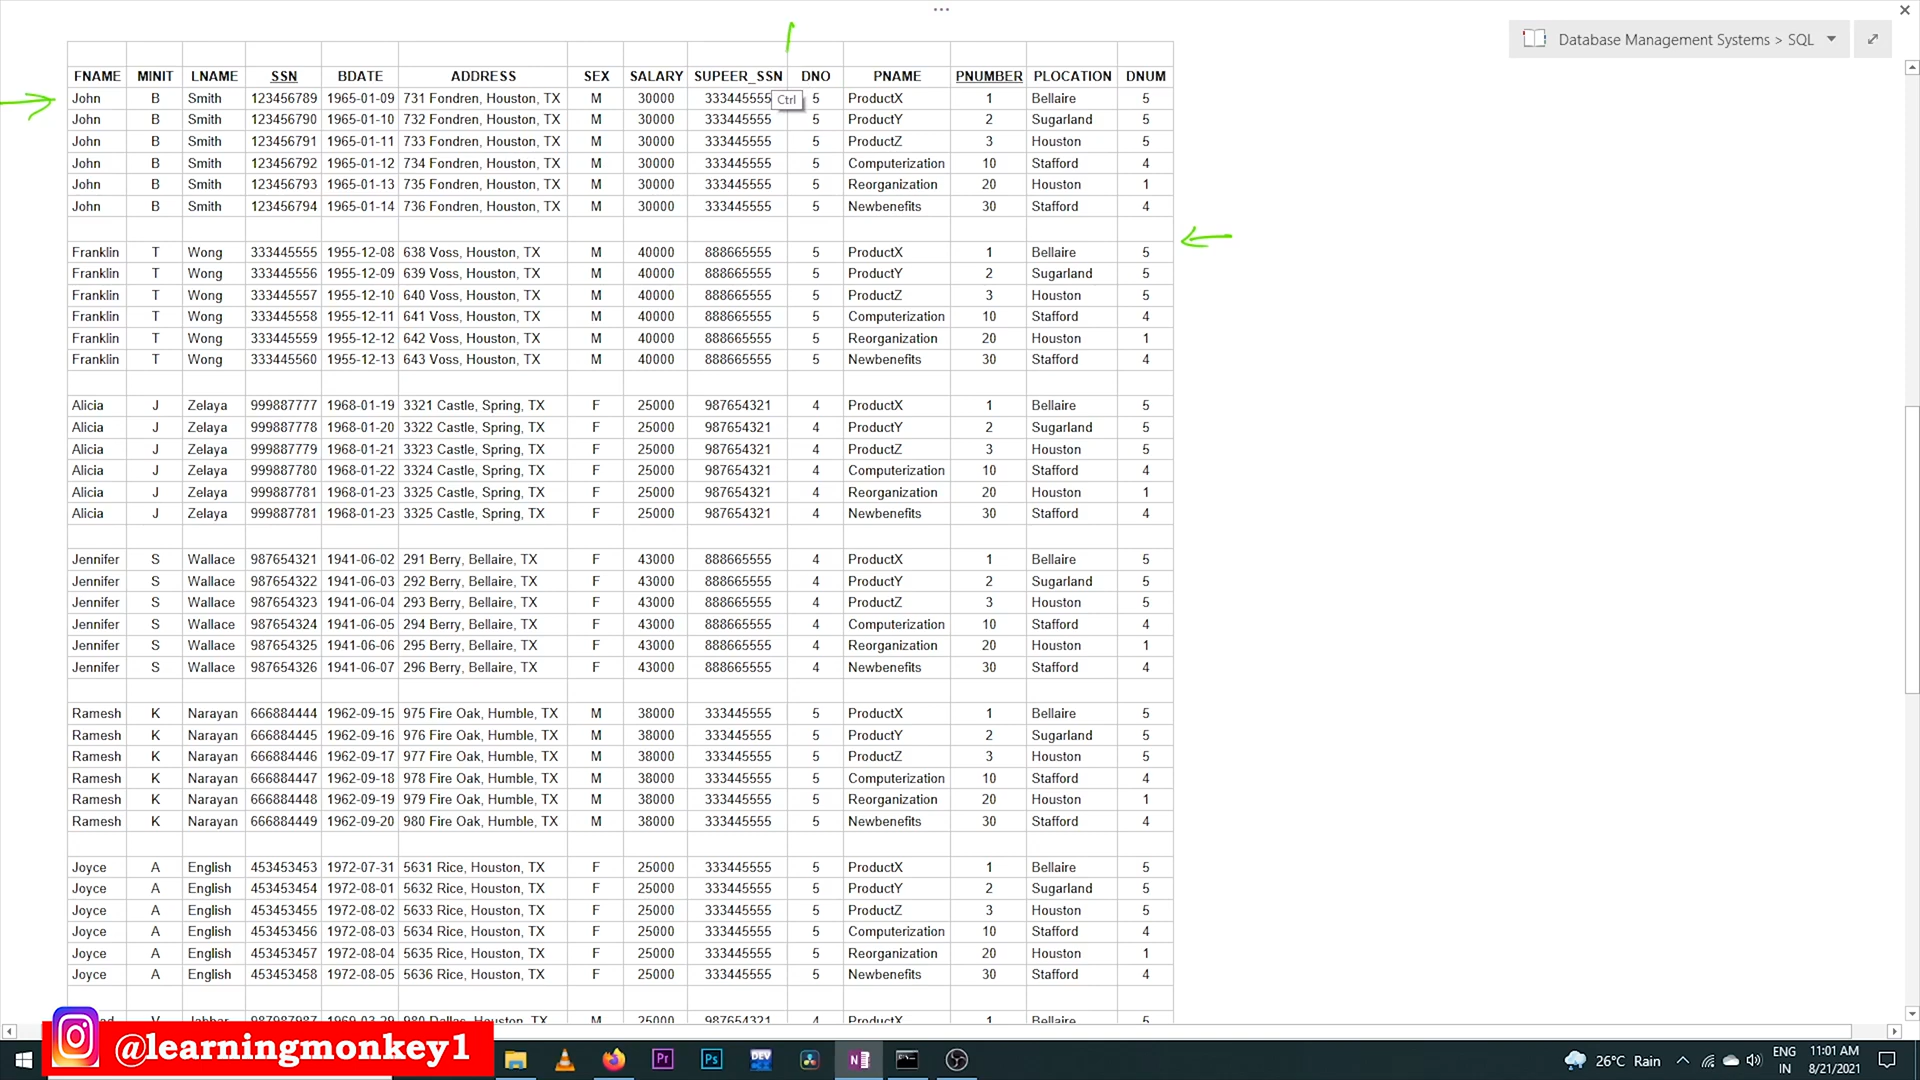 Database Management Systems > SQL
FNAME MINIT LNAME SSN BDATE ADDRESS SEX SALARY SUPEER_SSN DNO PNAME PNUMBER PLOCATION DNUM
John B Smith 123456789 1965-01-09 731 Fondren, Houston, TX M 30000 333445555 5 ProductX 1 Bellaire 5
Ctrl
John B Smith 123456790 1965-01-10 732 Fondren, Houston, TX M 30000 333445555 5 ProductY 2 Sugarland 5
John B Smith 123456791 1965-01-11 733 Fondren, Houston, TX M 30000 333445555 5 ProductZ 3 Houston 5
John B Smith 123456792 1965-01-12 734 Fondren, Houston, TX M 30000 333445555 5 Computerization 10 Stafford 4
John B Smith 123456793 1965-01-13 735 Fondren, Houston, TX M 30000 333445555 5 Reorganization 20 Houston 1
John B Smith 123456794 1965-01-14 736 Fondren, Houston, TX M 30000 333445555 5 Newbenefits 30 Stafford 4
Franklin T Wong 333445555 1955-12-08 638 Voss, Houston, TX M 40000 888665555 5 ProductX 1 Bellaire 5
Franklin T Wong 333445556 1955-12-09 639 Voss, Houston, TX M 40000 888665555 5 ProductY 2 Sugarland 5
Franklin T Wong 333445557 1955-12-10 640 Voss, Houston, TX M 40000 888665555 5 ProductZ 3 Houston 5
Franklin T Wong 333445558 1955-12-11 641 Voss, Houston, TX M 40000 888665555 5 Computerization 10 Stafford 4
Franklin T Wong 333445559 1955-12-12 642 Voss, Houston, TX M 40000 888665555 5 Reorganization 20 Houston 1
Franklin T Wong 333445560 1955-12-13 643 Voss, Houston, TX M 40000 888665555 5 Newbenefits 30 Stafford 4
Alicia J Zelaya 999887777 1968-01-19 3321 Castle, Spring, TX F 25000 987654321 4 ProductX 1 Bellaire 5
Alicia J Zelaya 999887778 1968-01-20 3322 Castle, Spring, TX F 25000 987654321 4 ProductY 2 Sugarland 5
Alicia J Zelaya 999887779 1968-01-21 3323 Castle, Spring, TX F 25000 987654321 4 ProductZ 3 Houston 5
Alicia J Zelaya 999887780 1968-01-22 3324 Castle, Spring, TX F 25000 987654321 4 Computerization 10 Stafford 4
Alicia J Zelaya 999887781 1968-01-23 3325 Castle, Spring, TX F 25000 987654321 4 Reorganization 20 Houston 1
Alicia J Zelaya 999887781 1968-01-23 3325 Castle, Spring, TX F 25000 987654321 4 Newbenefits 30 Stafford 4
Jennifer S Wallace 987654321 1941-06-02 291 Berry, Bellaire, TX F 43000 888665555 4 ProductX 1 Bellaire 5
Jennifer S Wallace 987654322 1941-06-03 292 Berry, Bellaire, TX F 43000 888665555 4 ProductY 2 Sugarland 5
Jennifer S Wallace 987654323 1941-06-04 293 Berry, Bellaire, TX F 43000 888665555 4 ProductZ 3 Houston 5
Jennifer S Wallace 987654324 1941-06-05 294 Berry, Bellaire, TX F 43000 888665555 4 Computerization 10 Stafford 4
Jennifer S Wallace 987654325 1941-06-06 295 Berry, Bellaire, TX F 43000 888665555 4 Reorganization 20 Houston 1
Jennifer S Wallace 987654326 1941-06-07 296 Berry, Bellaire, TX F 43000 888665555 4 Newbenefits 30 Stafford 4
Ramesh K Narayan 666884444 1962-09-15 975 Fire Oak, Humble, TX M 38000 333445555 5 ProductX 1 Bellaire 5
Ramesh K Narayan 666884445 1962-09-16 976 Fire Oak, Humble, TX M 38000 333445555 5 ProductY 2 Sugarland 5
Ramesh K Narayan 666884446 1962-09-17 977 Fire Oak, Humble, TX M 38000 333445555 5 ProductZ 3 Houston 5
Ramesh K Narayan 666884447 1962-09-18 978 Fire Oak, Humble, TX M 38000 333445555 5 Computerization 10 Stafford 4
Ramesh K Narayan 666884448 1962-09-19 979 Fire Oak, Humble, TX M 38000 333445555 5 Reorganization 20 Houston 1
Ramesh K Narayan 666884449 1962-09-20 980 Fire Oak, Humble, TX M 38000 333445555 5 Newbenefits 30 Stafford 4
Joyce A English 453453453 1972-07-31 5631 Rice, Houston, TX F 25000 333445555 5 ProductX 1 Bellaire 5
Joyce A English 453453454 1972-08-01 5632 Rice, Houston, TX F 25000 333445555 5 ProductY 2 Sugarland 5
Joyce A English 453453455 1972-08-02 5633 Rice, Houston, TX F 25000 333445555 5 ProductZ 3 Houston 5
Joyce A English 453453456 1972-08-03 5634 Rice, Houston, TX F 25000 333445555 5 Computerization 10 Stafford 4
Joyce A English 453453457 1972-08-04 5635 Rice, Houston, TX F 25000 333445555 5 Reorganization 20 Houston 1
Joyce A English 453453458 1972-08-05 5636 Rice, Houston, TX F 25000 333445555 5 Newbenefits 30 Stafford 4
V Jabbar 987987987 1969-03-29 980 Dallas, Houston, TX M 25000 987654321 4 ProductX 1 Bellaire 5
@learningmonkey1
Pr Ps DEV N
26°C Rain
ENG IN
11:01 AM
8/21/2021